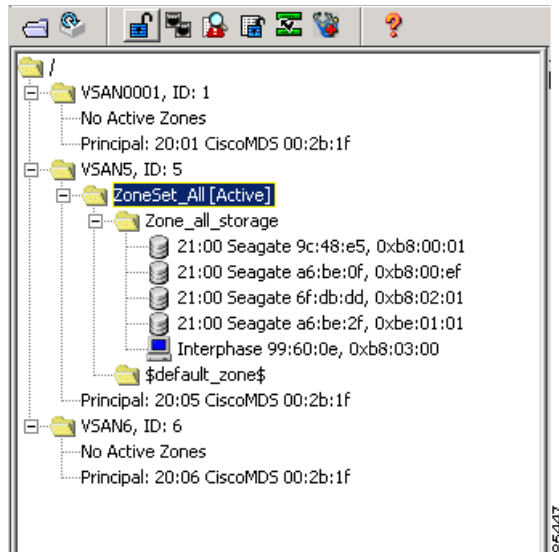 /
VSAN0001, ID: 1
No Active Zones
Principal: 20:01 CiscoMDS 00:2b:1f
VSAN5, ID: 5
ZoneSet_All [Active]
Zone_all_storage
21:00 Seagate 9c:48:e5, 0xb8:00:01
21:00 Seagate a6:be:0f, 0xb8:00:ef
21:00 Seagate 6f:db:dd, 0xb8:02:01
21:00 Seagate a6:be:2f, 0xbe:01:01
Interphase 99:60:0e, 0xb8:03:00
$default_zone$
Principal: 20:05 CiscoMDS 00:2b:1f
VSAN6, ID: 6
No Active Zones
Principal: 20:06 CiscoMDS 00:2b:1f